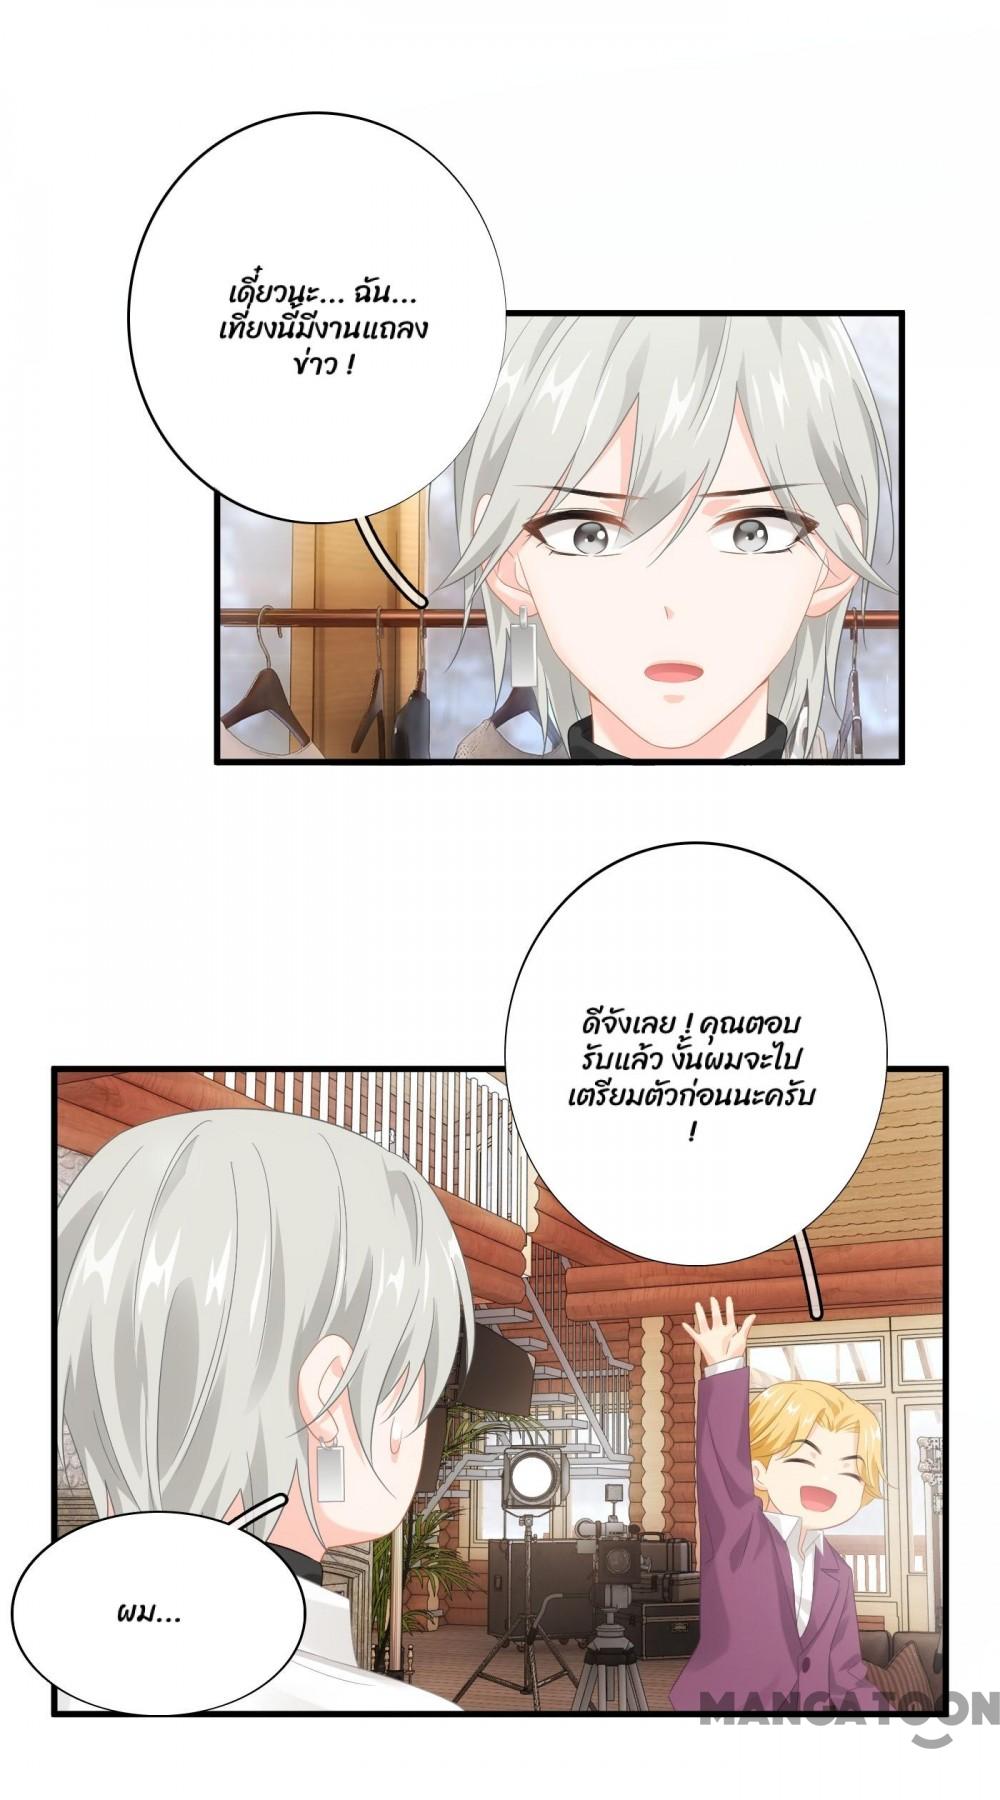 เดี๋ยวนะ... ฉัน...
เที่ยงนี้มีงานแถลง
ข่าว !
ดีจังเลย ! คุณตอบ
รับแล้ว งั้นผมจะไป
เตรียมตัวก่อนนะครับ
!
ผม...
MANGATOON